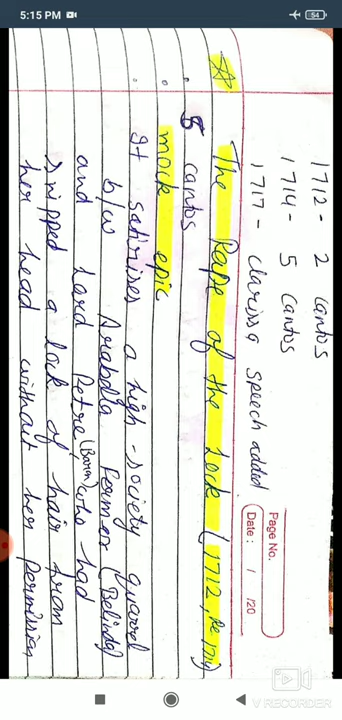 5:15 PM
54
Page No.
Date : / /20
1712 - 2 cantos
1714 - 5 cantos
1717 - clarissa speech added
The Rape of the Lock (1712, Re 1714)
5 cantos
mock epic
It satirises a high-society quarrel
b/w Arabella Fermor (Belinda)
and Lord Petre (Baron) who had
snipped a lock of hair from
her head without her permission
V RECORDER